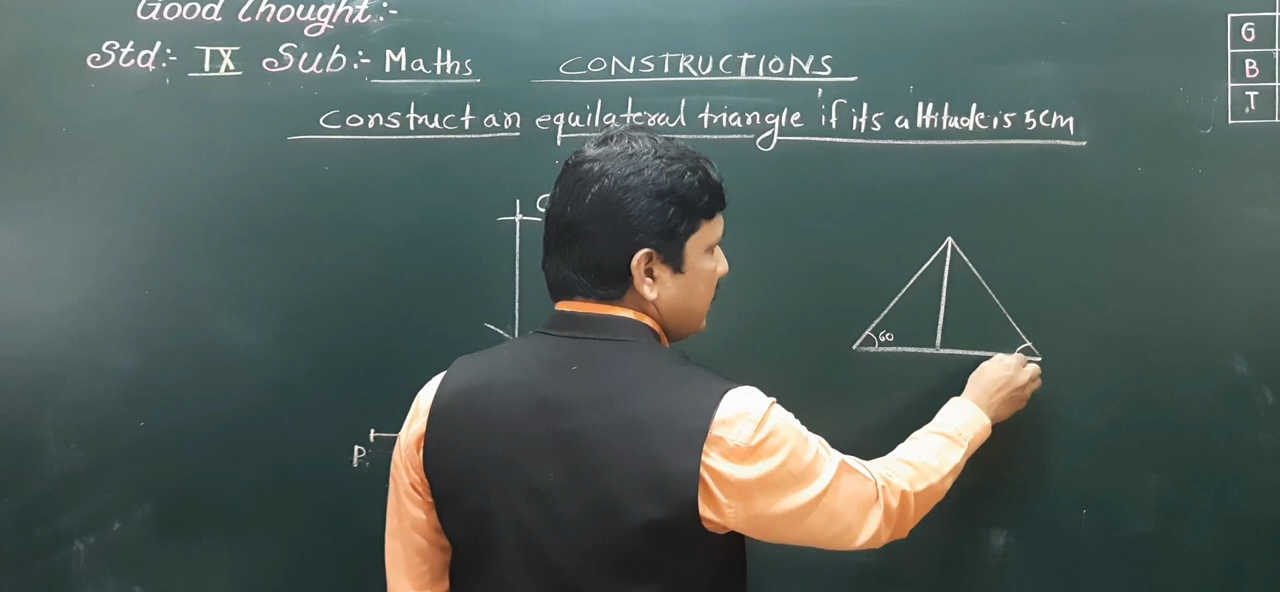 Good Thought:-
Std:- IX Sub:- Maths CONSTRUCTIONS
G
B
T
construct an equilateral triangle if its altitude is 5cm
60
P